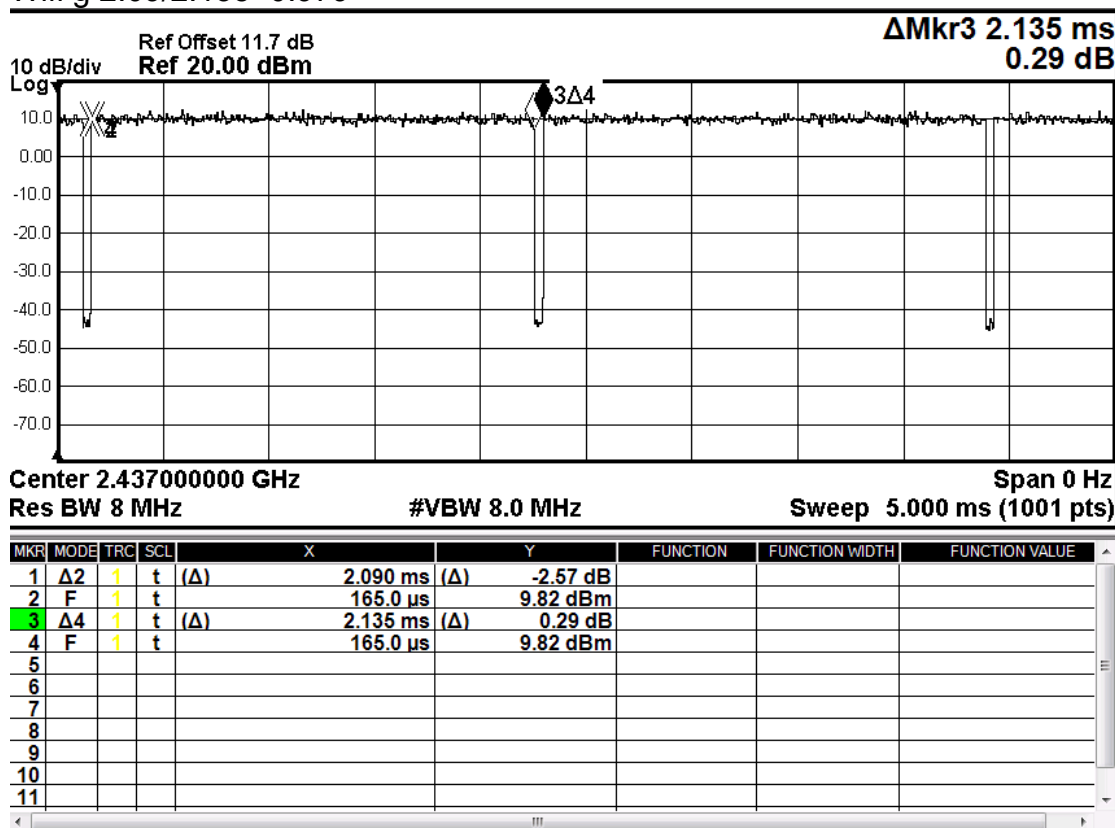 ΔMkr3 2.135 ms
Ref Offset 11.7 dB
10 dB/div Ref 20.00 dBm 0.29 dB
Log
3Δ4
10.0
2
0.00
-10.0
-20.0
-30.0
-40.0
-50.0
-60.0
-70.0
Center 2.437000000 GHz Span 0 Hz
Res BW 8 MHz #VBW 8.0 MHz Sweep 5.000 ms (1001 pts)
MKR MODE TRC SCL X Y FUNCTION FUNCTION WIDTH FUNCTION VALUE
1 Δ2 1 t (Δ) 2.090 ms (Δ) -2.57 dB
2 F 1 t 165.0 µs 9.82 dBm
3 Δ4 1 t (Δ) 2.135 ms (Δ) 0.29 dB
4 F 1 t 165.0 µs 9.82 dBm
5
6
7
8
9
10
11